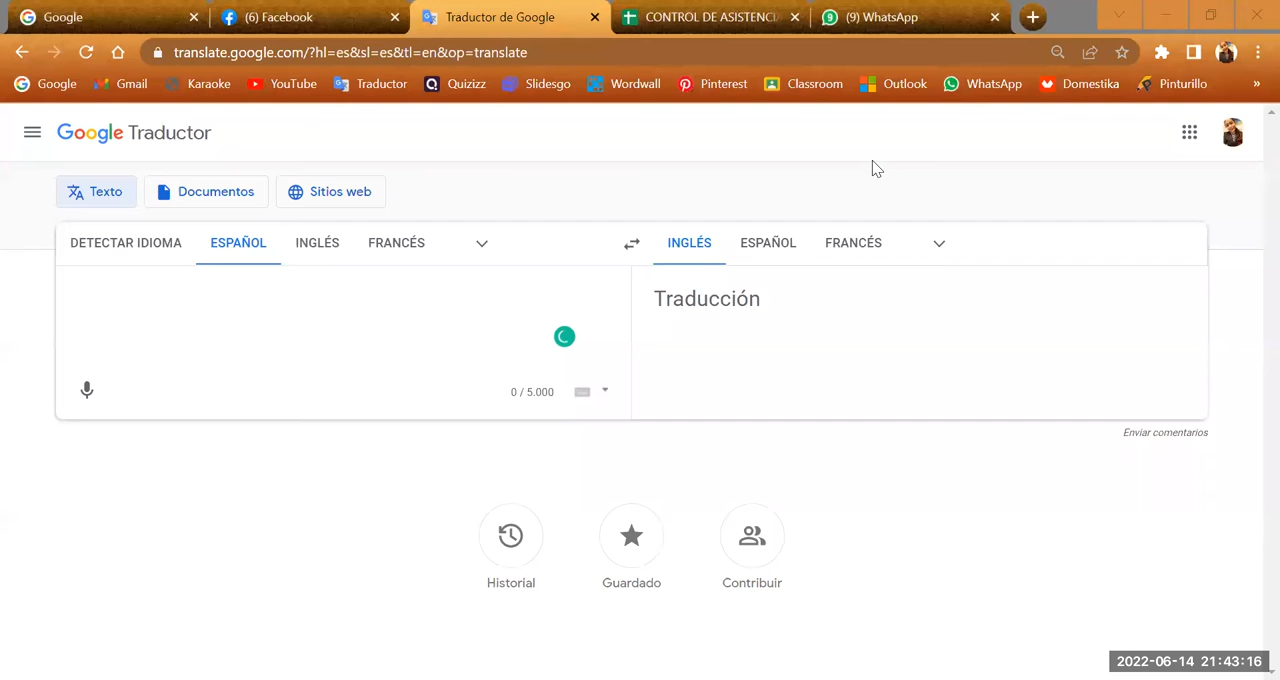 Google
(6) Facebook
Traductor de Google
CONTROL DE ASISTENCIA
(9) WhatsApp
translate.google.com/?hl=es&sl=es&tl=en&op=translate
Google
Gmail
Karaoke
YouTube
Traductor
Quizizz
Slidesgo
Wordwall
Pinterest
Classroom
Outlook
WhatsApp
Domestika
Pinturillo
»
Google Traductor
Texto
Documentos
Sitios web
DETECTAR IDIOMA
ESPAÑOL
INGLÉS
FRANCÉS
INGLÉS
ESPAÑOL
FRANCÉS
Traducción
0 / 5.000
Enviar comentarios
Historial
Guardado
Contribuir
2022-06-14 21:43:16